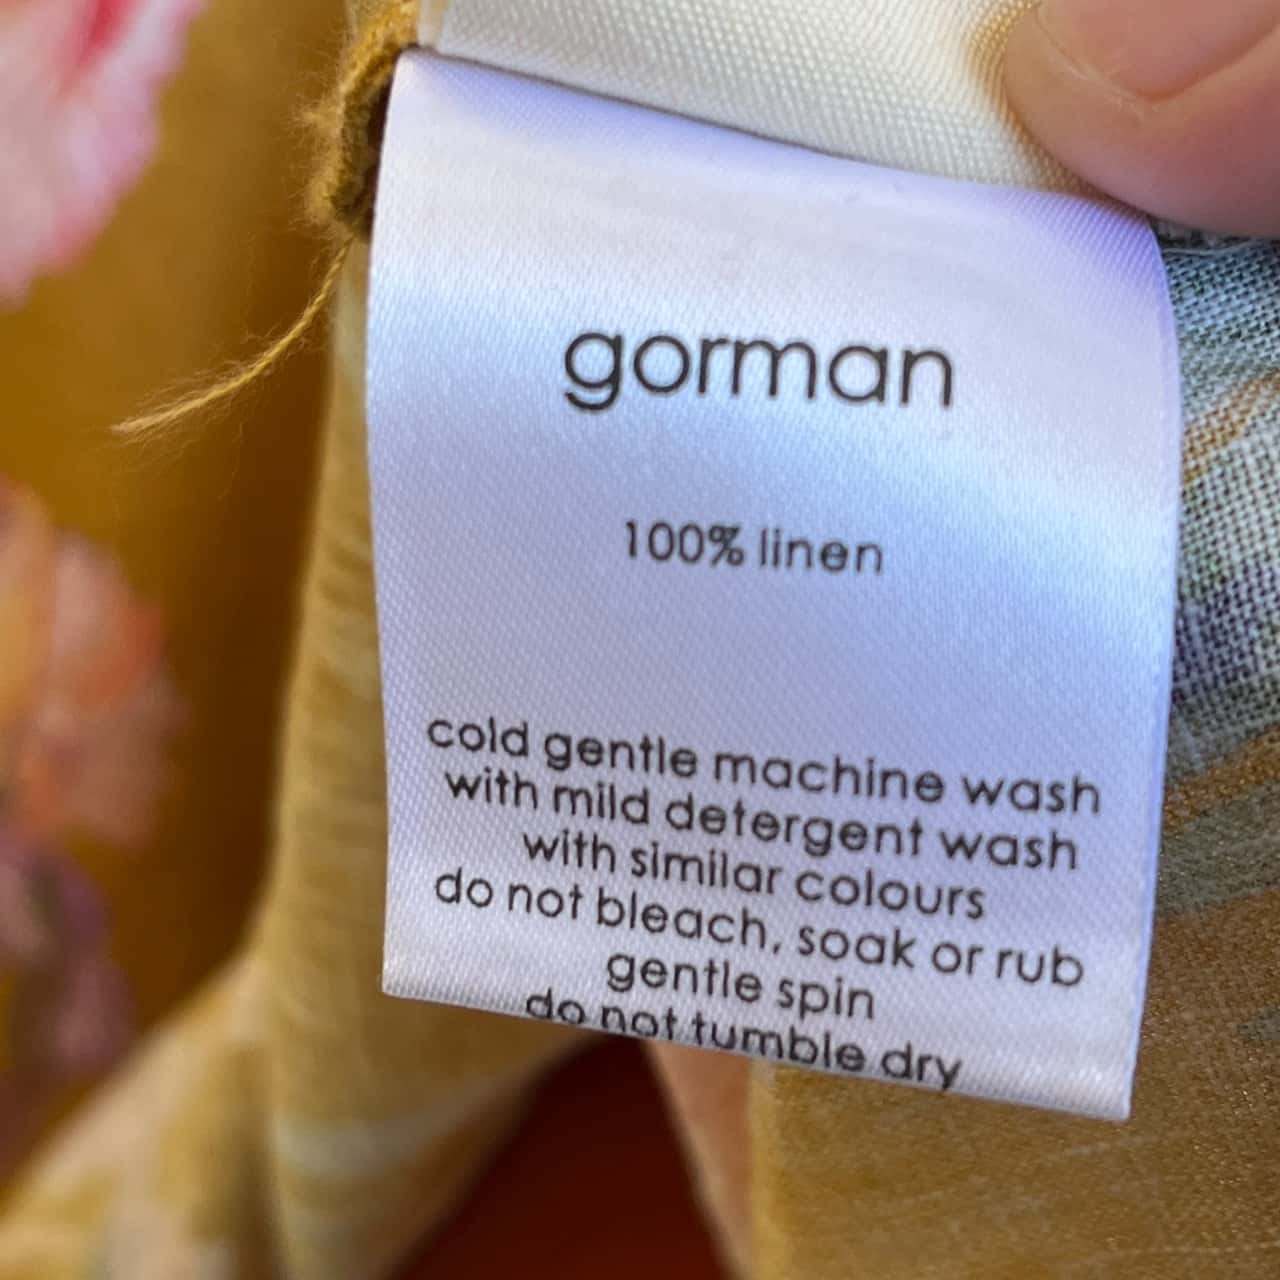 gorman
100% linen
cold gentle machine wash
with mild detergent wash
with similar colours
do not bleach, soak or rub
gentle spin
do not tumble dry